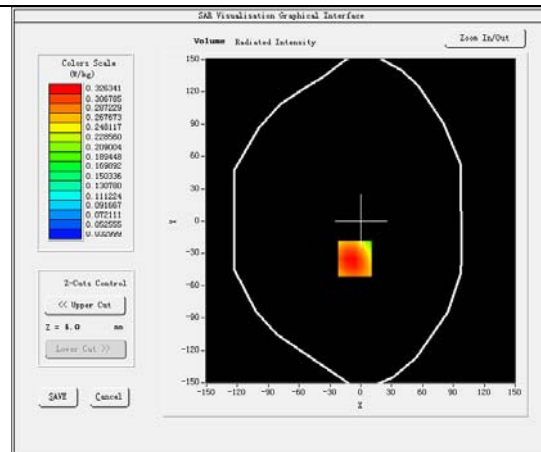 SAR Visualisation Graphical Interface
Volume Radiated Intensity
Zoom In/Out
Colors Scale
(W/kg)
0.326341
0.306785
0.287229
0.267673
0.248117
0.228560
0.209004
0.189448
0.169892
0.150336
0.130780
0.111224
0.091667
0.072111
0.052555
0.032999
Z-Cuts Control
<< Upper Cut
Z = 4.0 mm
Lower Cut >>
SAVE
Cancel
150
120
90
60
30
0
-30
-60
-90
-120
-150
Y
-150 -120 -90 -60 -30 0 30 60 90 120 150
X